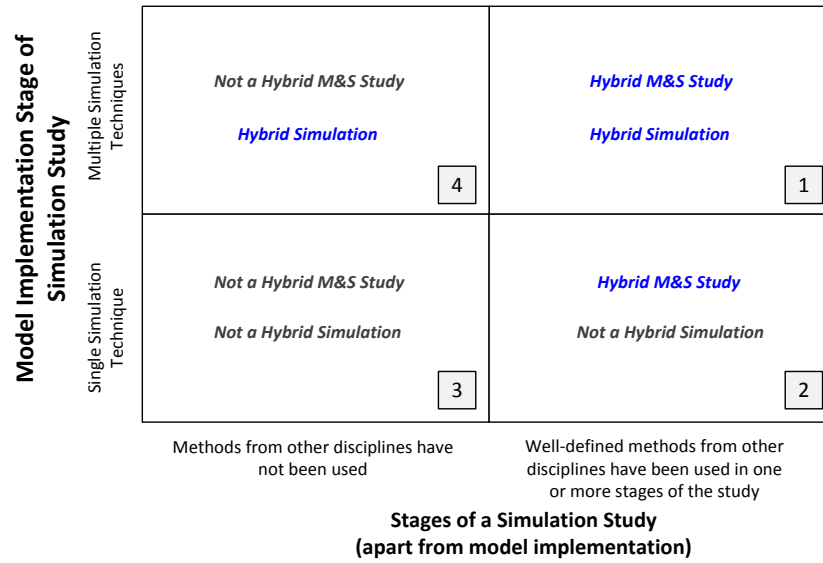 Model Implementation Stage of
Simulation Study
Multiple Simulation
Techniques
Not a Hybrid M&S Study
Hybrid Simulation
4
Hybrid M&S Study
Hybrid Simulation
1
Single Simulation
Technique
Not a Hybrid M&S Study
Not a Hybrid Simulation
3
Hybrid M&S Study
Not a Hybrid Simulation
2
Methods from other disciplines have
not been used
Well-defined methods from other
disciplines have been used in one
or more stages of the study
Stages of a Simulation Study
(apart from model implementation)